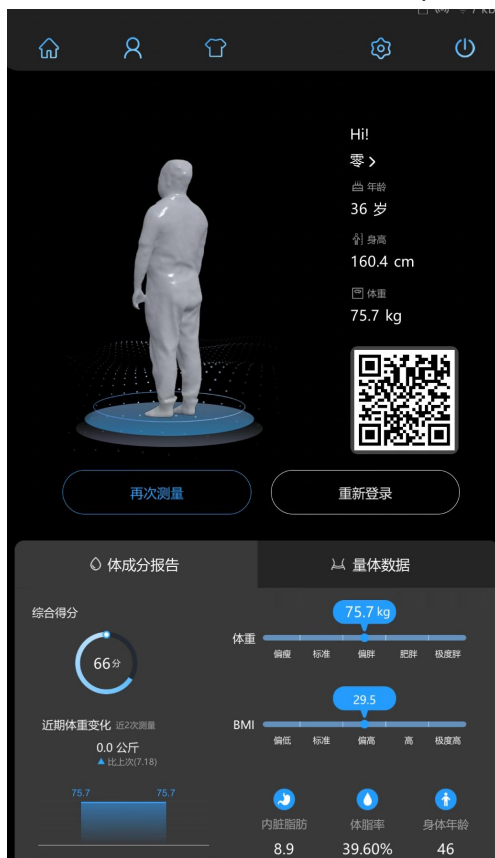 Hi!
零 >
年龄
36 岁
身高
160.4 cm
体重
75.7 kg
再次测量
重新登录
体成分报告
量体数据
综合得分
66分
75.7 kg
体重
偏瘦 标准 偏胖 肥胖 极度胖
29.5
BMI
偏低 标准 偏高 高 极度高
近期体重变化 近2次测量
0.0 公斤
▲ 比上次(7.18)
75.7 75.7
内脏脂肪 体脂率 身体年龄
8.9 39.60% 46